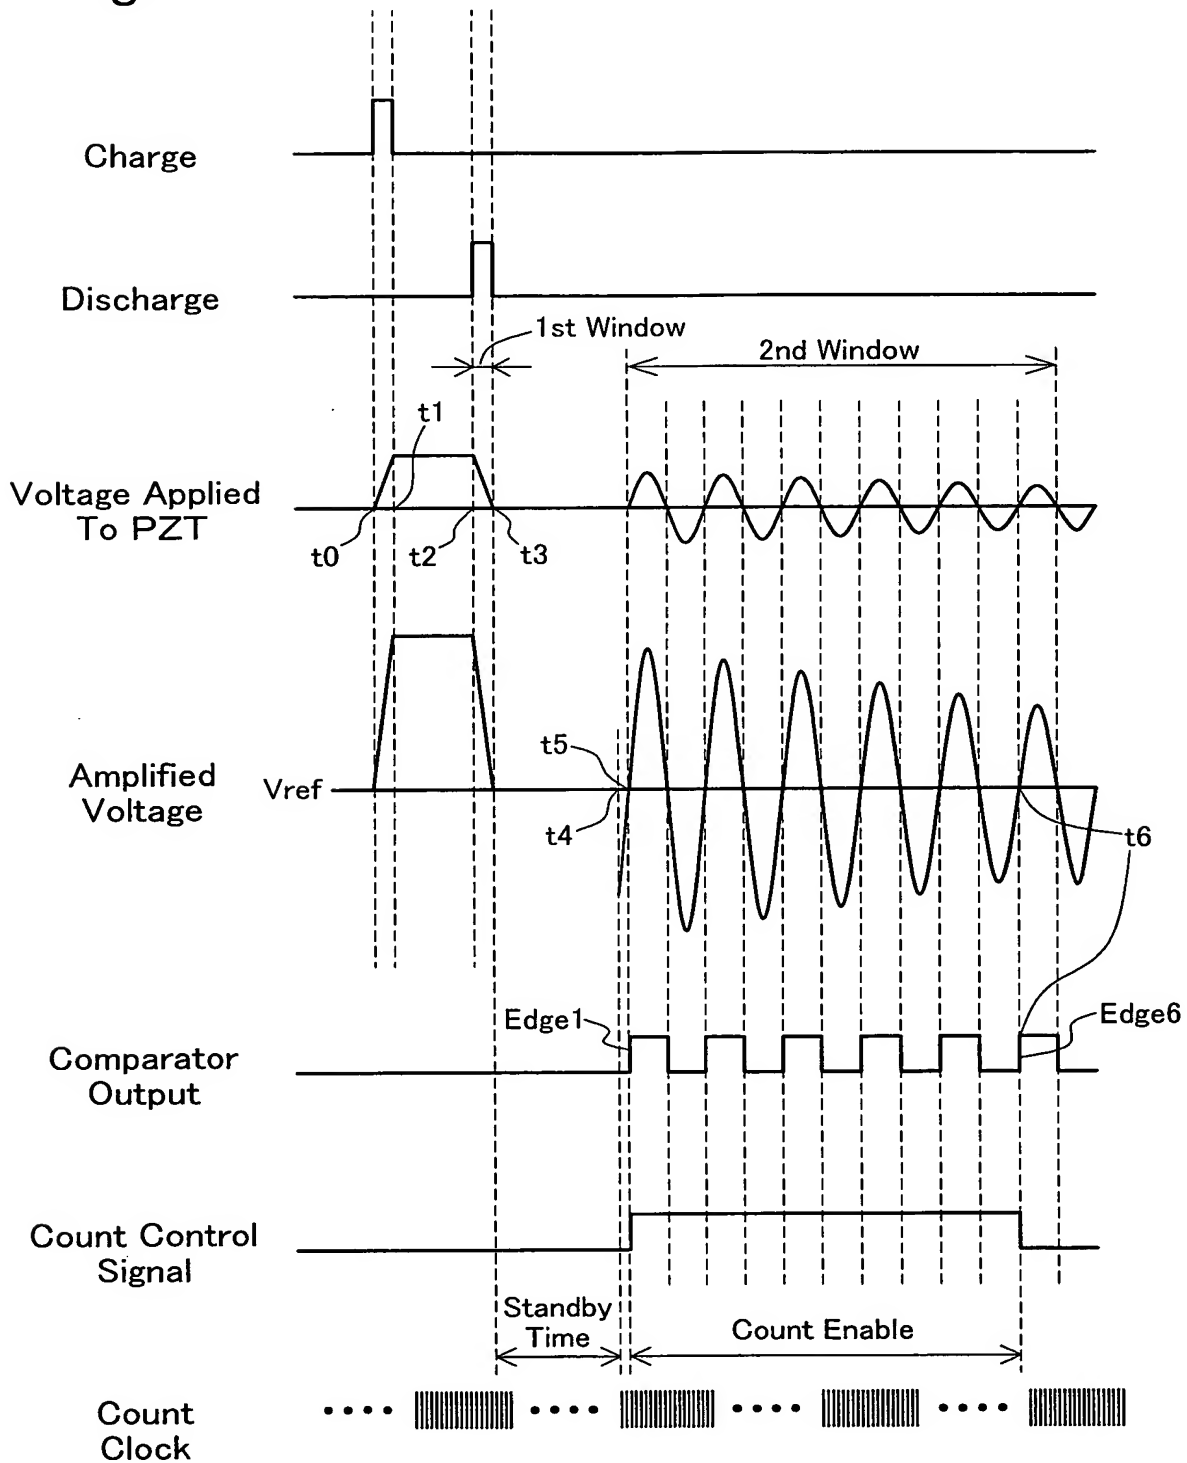 Charge
Discharge
1st Window
2nd Window
t1
Voltage Applied
To PZT
t0
t2
t3
t5
Amplified
Voltage
Vref
t4
t6
Edge1
Edge6
Comparator
Output
Count Control
Signal
Standby
Time
Count Enable
Count
Clock